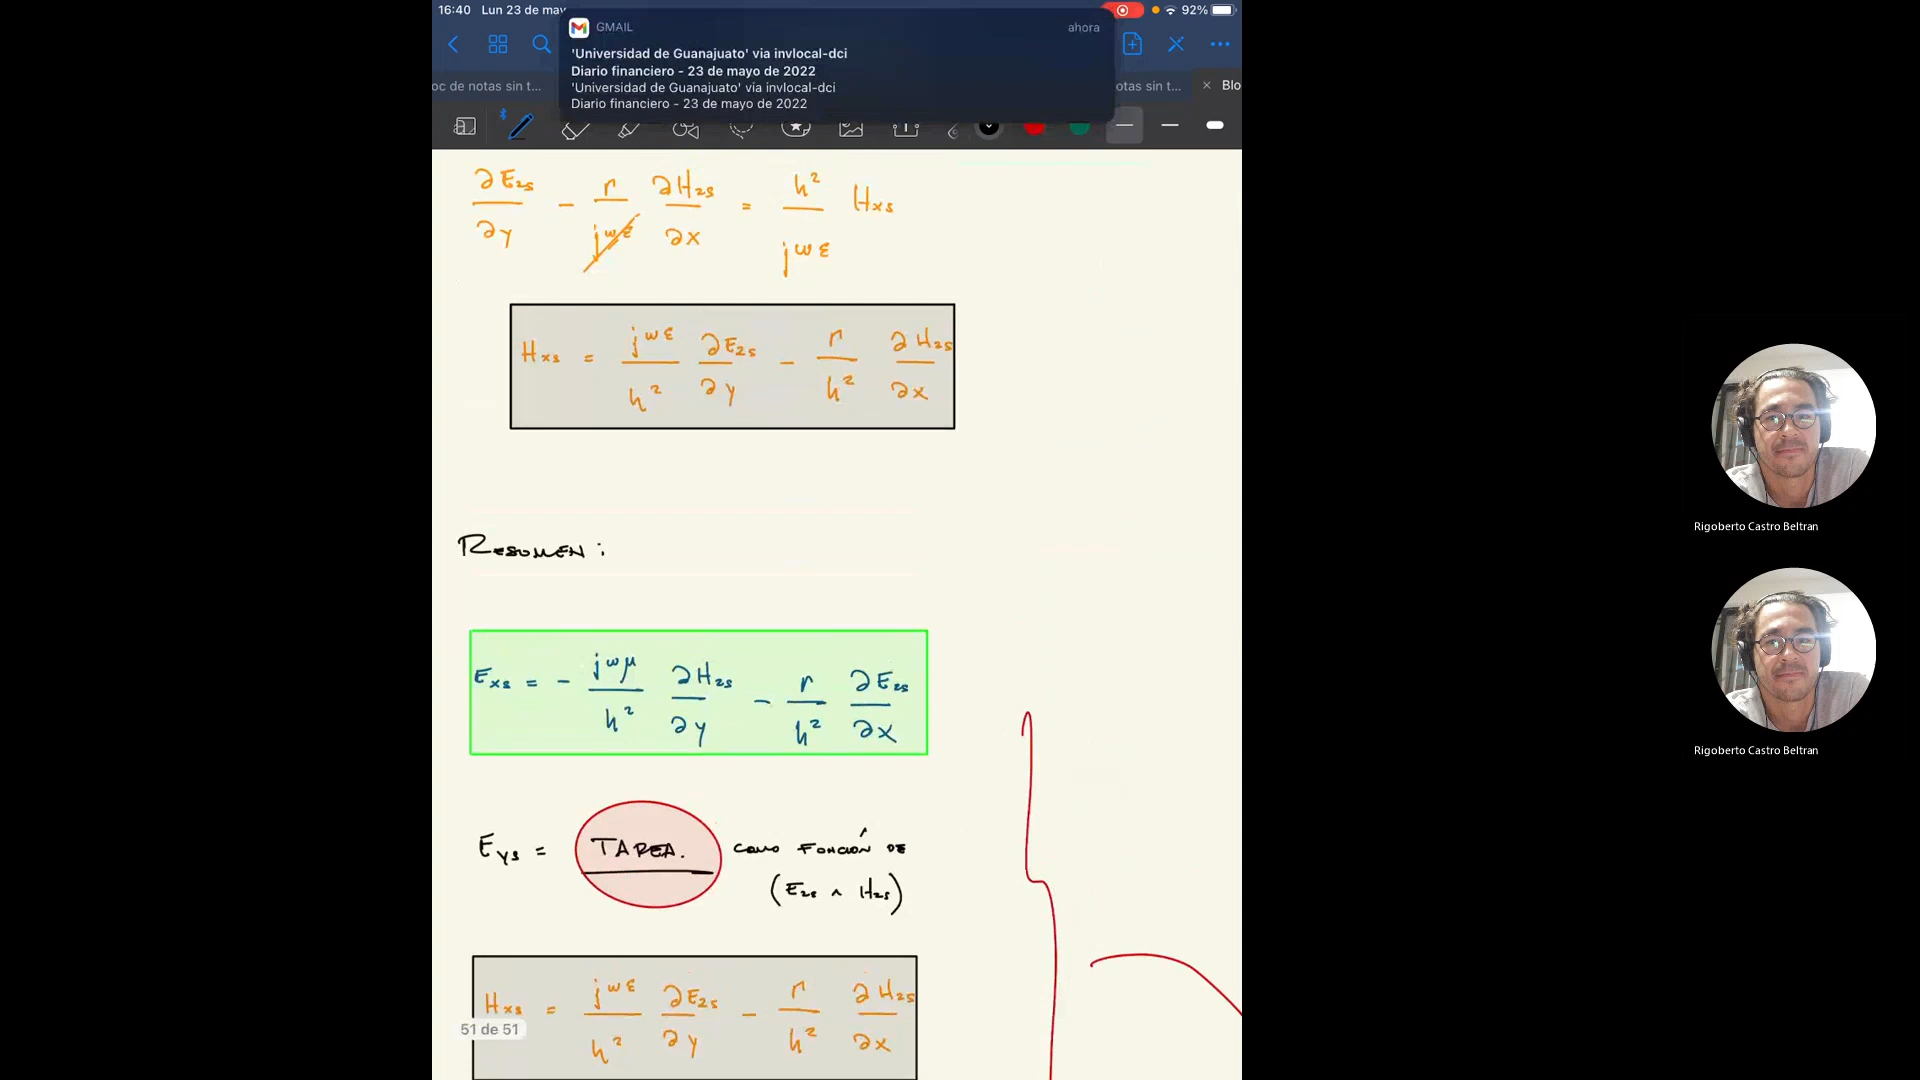 16:40 Lun 23 de may
92%
GMAIL
ahora
'Universidad de Guanajuato' via invlocal-dci
Diario financiero - 23 de mayo de 2022
'Universidad de Guanajuato' via invlocal-dci
Diario financiero - 23 de mayo de 2022
oc de notas sin t...
otas sin t...
× Blo
∂Ezs/∂y - Γ/jωε ∂Hzs/∂x = h²/jωε Hxs
Hxs = jωε/h² ∂Ezs/∂y - Γ/h² ∂Hzs/∂x
RESUMEN:
Exs = - jωμ/h² ∂Hzs/∂y - Γ/h² ∂Ezs/∂x
Eys = TAREA. COMO FUNCIÓN DE
(Ezs ∧ Hzs)
Hxs = jωε/h² ∂Ezs/∂y - Γ/h² ∂Hzs/∂x
51 de 51
Rigoberto Castro Beltran
Rigoberto Castro Beltran